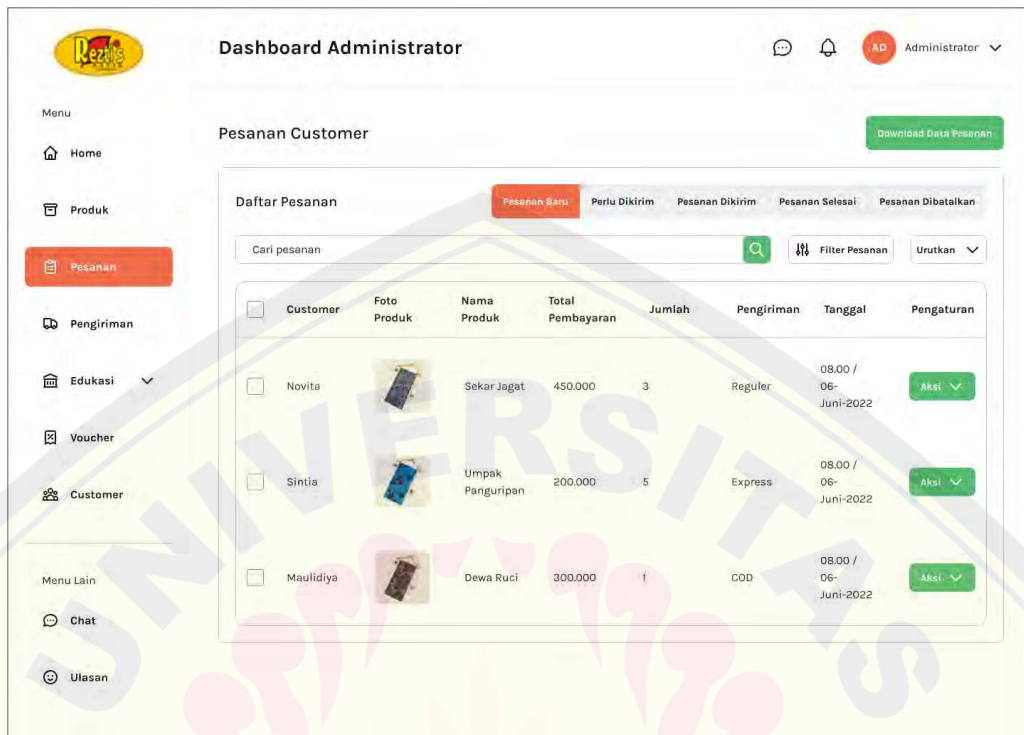 Rezti's
Dashboard Administrator
AD
Administrator
Menu
Home
Produk
Pesanan
Pengiriman
Edukasi
Voucher
Customer
Menu Lain
Chat
Ulasan
Pesanan Customer
Download Data Pesanan
Daftar Pesanan
Pesanan Baru
Perlu Dikirim
Pesanan Dikirim
Pesanan Selesai
Pesanan Dibatalkan
Cari pesanan
Filter Pesanan
Urutkan
Customer
Foto
Produk
Nama
Produk
Total
Pembayaran
Jumlah
Pengiriman
Tanggal
Pengaturan
Novita
Sekar Jagat
450.000
3
Reguler
08.00 /
06-
Juni-2022
Aksi
Sintia
Umpak
Panguripan
200.000
5
Express
08.00 /
06-
Juni-2022
Aksi
Maulidiya
Dewa Ruci
300.000
1
COD
08.00 /
06-
Juni-2022
Aksi
UNIVERSITAS